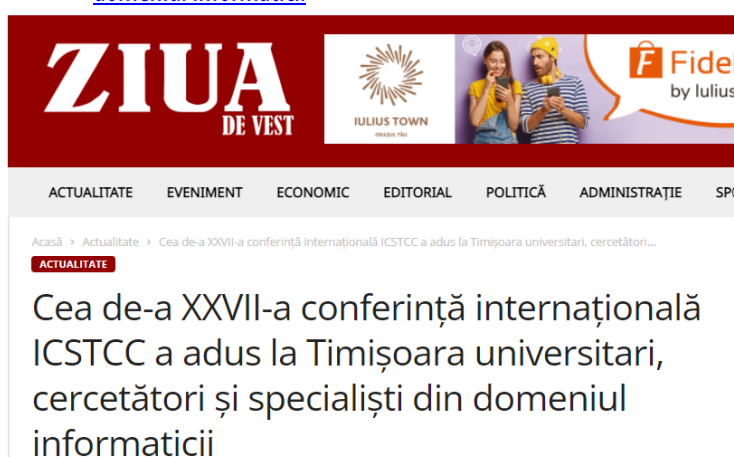 domeniul informaticii
ZIUA
DE VEST
IULIUS TOWN
ORAȘUL TĂU
by Iulius
ACTUALITATE EVENIMENT ECONOMIC EDITORIAL POLITICĂ ADMINISTRAȚIE
Acasă › Actualitate › Cea de-a XXVII-a conferință internațională ICSTCC a adus la Timișoara universitari, cercetători...
ACTUALITATE
Cea de-a XXVII-a conferință internațională
ICSTCC a adus la Timișoara universitari,
cercetători și specialiști din domeniul
informaticii